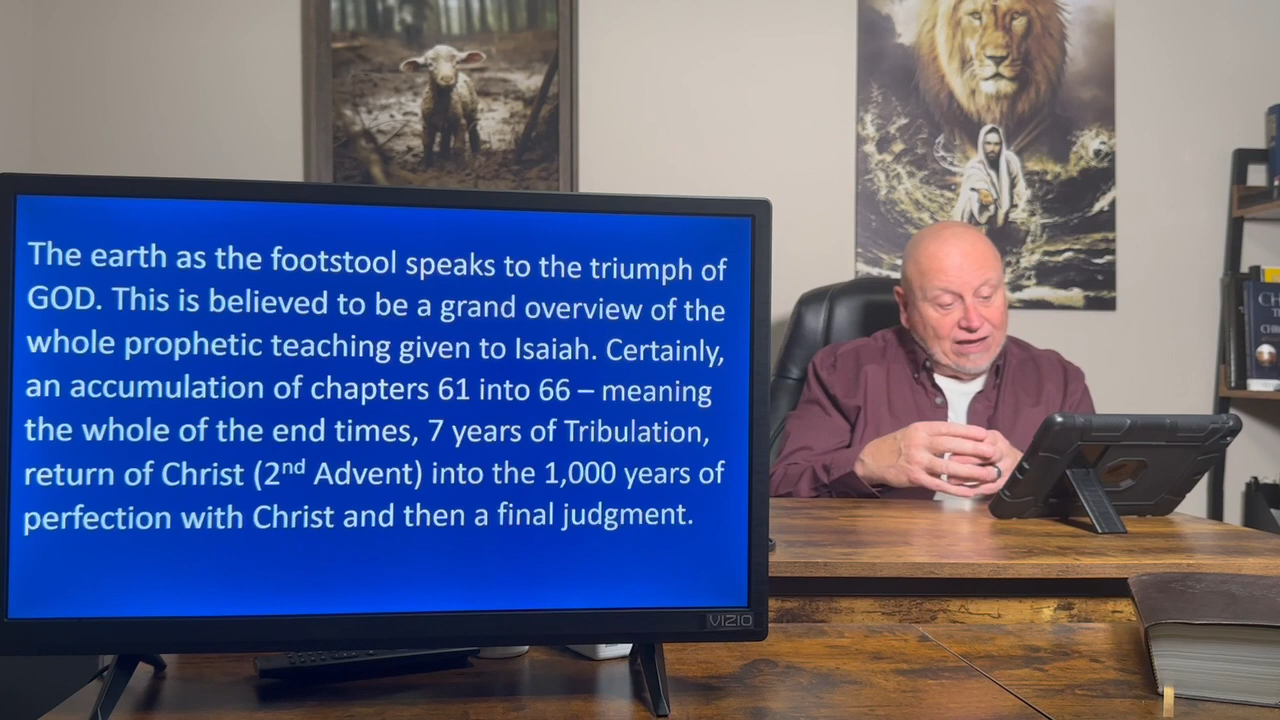 The earth as the footstool speaks to the triumph of
GOD. This is believed to be a grand overview of the
whole prophetic teaching given to Isaiah. Certainly,
an accumulation of chapters 61 into 66 – meaning
the whole of the end times, 7 years of Tribulation,
return of Christ (2nd Advent) into the 1,000 years of
perfection with Christ and then a final judgment.
VIZIO